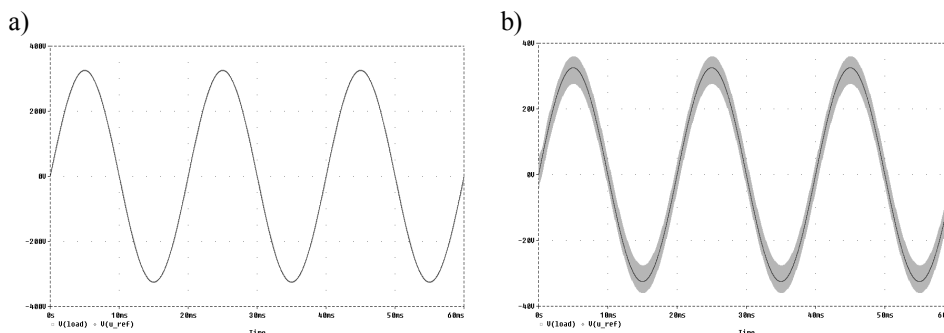 a)
400V
200V
0V
-200V
-400V
0s 10ms 20ms 30ms 40ms 50ms 60ms
V(load) V(u_ref)
Time
b)
40V
20V
0V
-20V
-40V
0s 10ms 20ms 30ms 40ms 50ms 60ms
V(load) V(u_ref)
Time